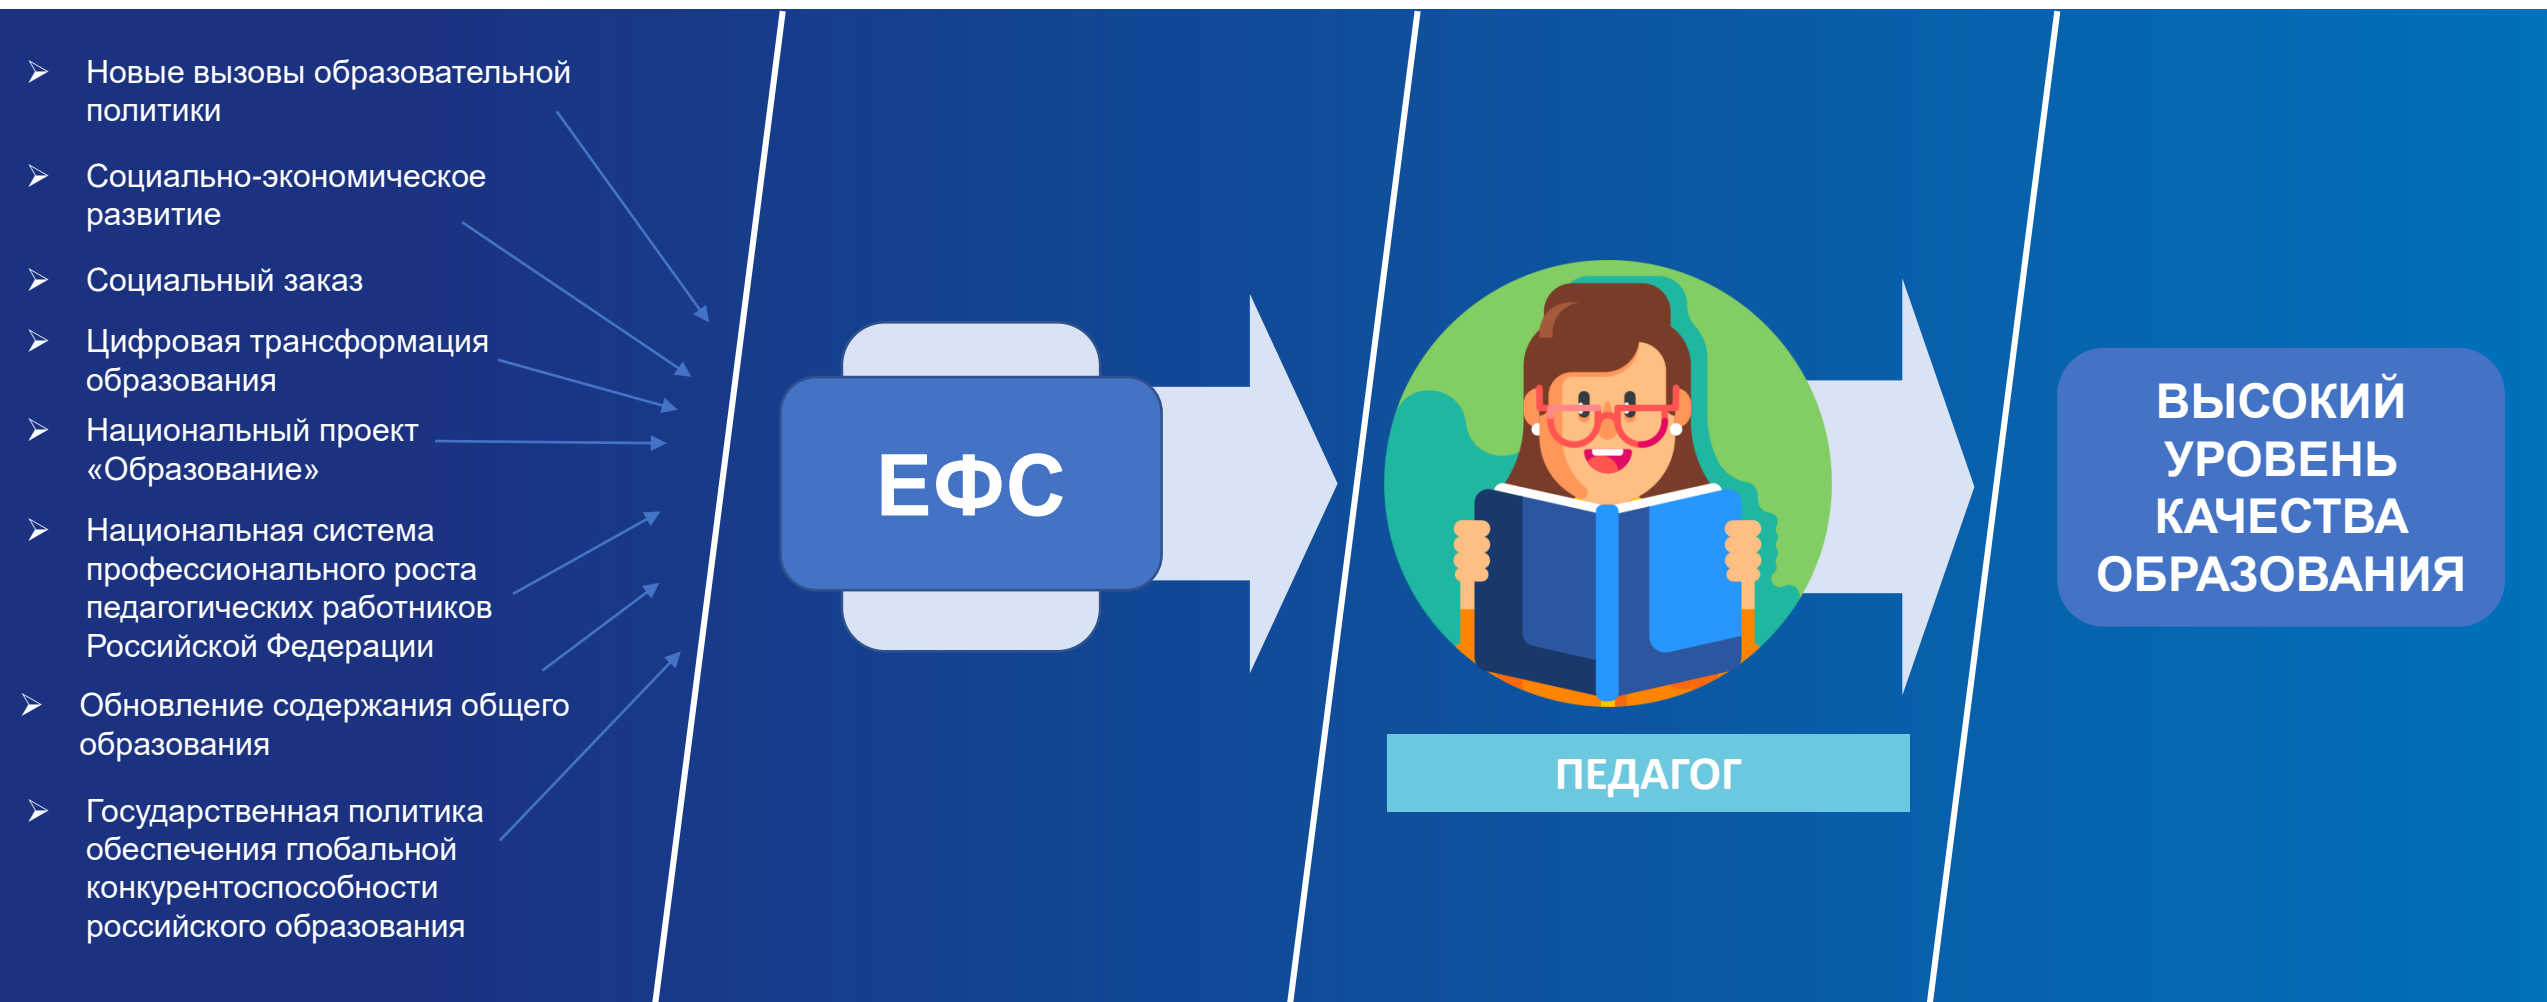 Новые вызовы образовательной
политики
Социально-экономическое
развитие
Социальный заказ
Цифровая трансформация
образования
Национальный проект
«Образование»
Национальная система
профессионального роста
педагогических работников
Российской Федерации
Обновление содержания общего
образования
Государственная политика
обеспечения глобальной
конкурентоспособности
российского образования
ЕФС
ПЕДАГОГ
ВЫСОКИЙ
УРОВЕНЬ
КАЧЕСТВА
ОБРАЗОВАНИЯ